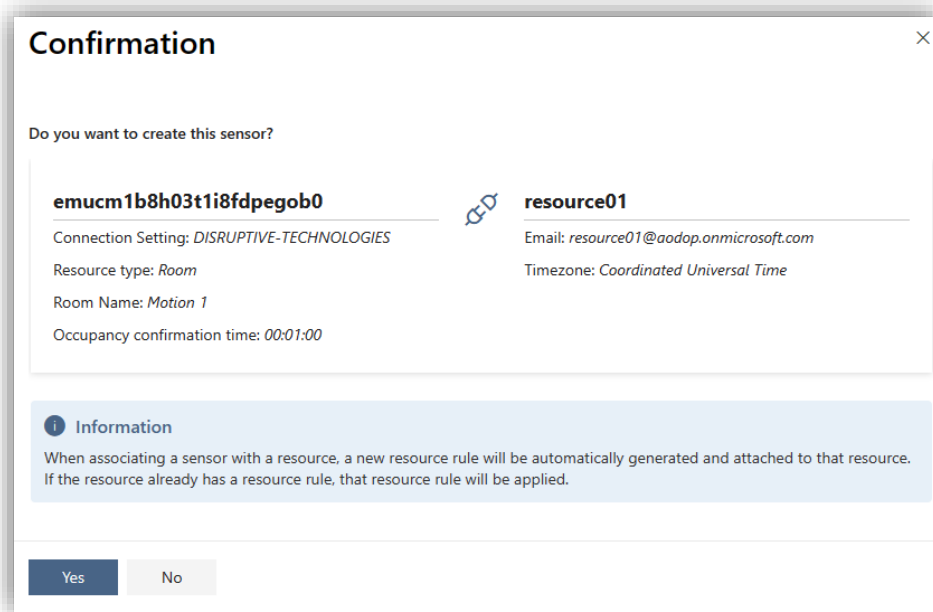 Confirmation
Do you want to create this sensor?
emucm1b8h03t1i8fdpegob0
Connection Setting: DISRUPTIVE-TECHNOLOGIES
Resource type: Room
Room Name: Motion 1
Occupancy confirmation time: 00:01:00
resource01
Email: resource01@aodop.onmicrosoft.com
Timezone: Coordinated Universal Time
Information
When associating a sensor with a resource, a new resource rule will be automatically generated and attached to that resource.
If the resource already has a resource rule, that resource rule will be applied.
Yes
No